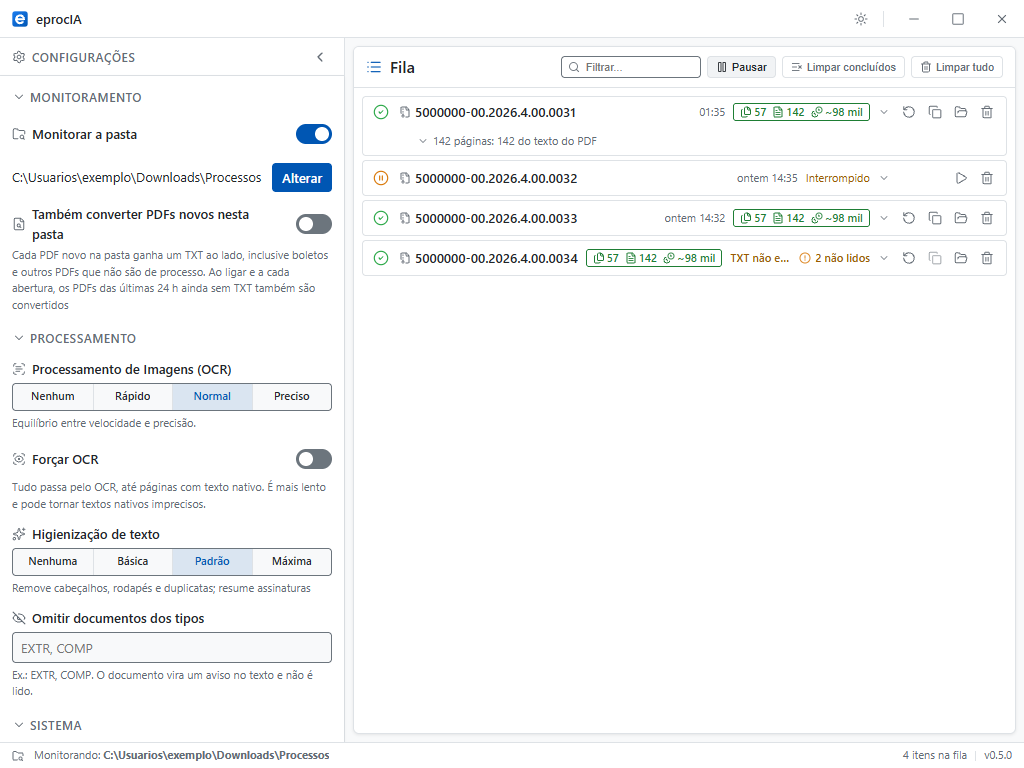 eprocIA
CONFIGURAÇÕES
MONITORAMENTO
Monitorar a pasta
C:\Usuarios\exemplo\Downloads\Processos
Alterar
Também converter PDFs novos nesta
pasta
Cada PDF novo na pasta ganha um TXT ao lado, inclusive boletos
e outros PDFs que não são de processo. Ao ligar e a cada
abertura, os PDFs das últimas 24 h ainda sem TXT também são
convertidos
PROCESSAMENTO
Processamento de Imagens (OCR)
Nenhum Rápido Normal Preciso
Equilíbrio entre velocidade e precisão.
Forçar OCR
Tudo passa pelo OCR, até páginas com texto nativo. É mais lento
e pode tornar textos nativos imprecisos.
Higienização de texto
Nenhuma Básica Padrão Máxima
Remove cabeçalhos, rodapés e duplicatas; resume assinaturas
Omitir documentos dos tipos
EXTR, COMP
Ex.: EXTR, COMP. O documento vira um aviso no texto e não é
lido.
SISTEMA
Fila
Filtrar...
Pausar
Limpar concluídos
Limpar tudo
5000000-00.2026.4.00.0031 01:35 57 142 ~98 mil
142 páginas: 142 do texto do PDF
5000000-00.2026.4.00.0032 ontem 14:35 Interrompido
5000000-00.2026.4.00.0033 ontem 14:32 57 142 ~98 mil
5000000-00.2026.4.00.0034 57 142 ~98 mil TXT não e... 2 não lidos
Monitorando: C:\Usuarios\exemplo\Downloads\Processos
4 itens na fila v0.5.0